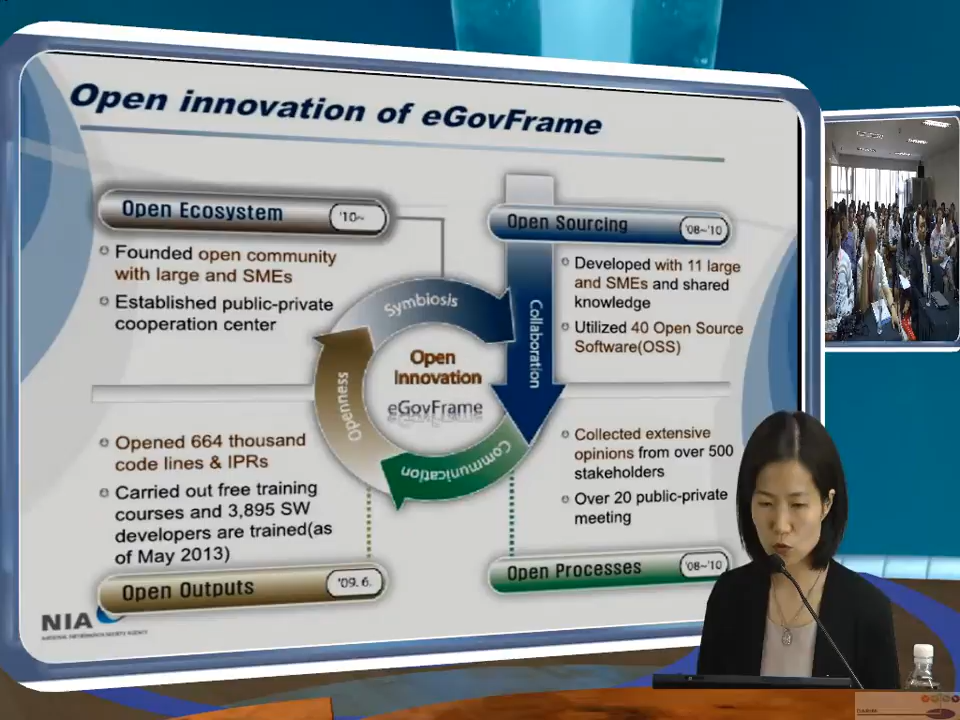 Open innovation of eGovFrame
Open Ecosystem '10~
Founded open community
with large and SMEs
Established public-private
cooperation center
Open Sourcing '08~'10
Developed with 11 large
and SMEs and shared
knowledge
Utilized 40 Open Source
Software(OSS)
Symbiosis
Collaboration
Communication
Openness
Open
Innovation
eGovFrame
Opened 664 thousand
code lines & IPRs
Carried out free training
courses and 3,895 SW
developers are trained(as
of May 2013)
Open Outputs '09.6.
Collected extensive
opinions from over 500
stakeholders
Over 20 public-private
meeting
Open Processes '08~'10
NIA
NATIONAL INFORMATION SOCIETY AGENCY